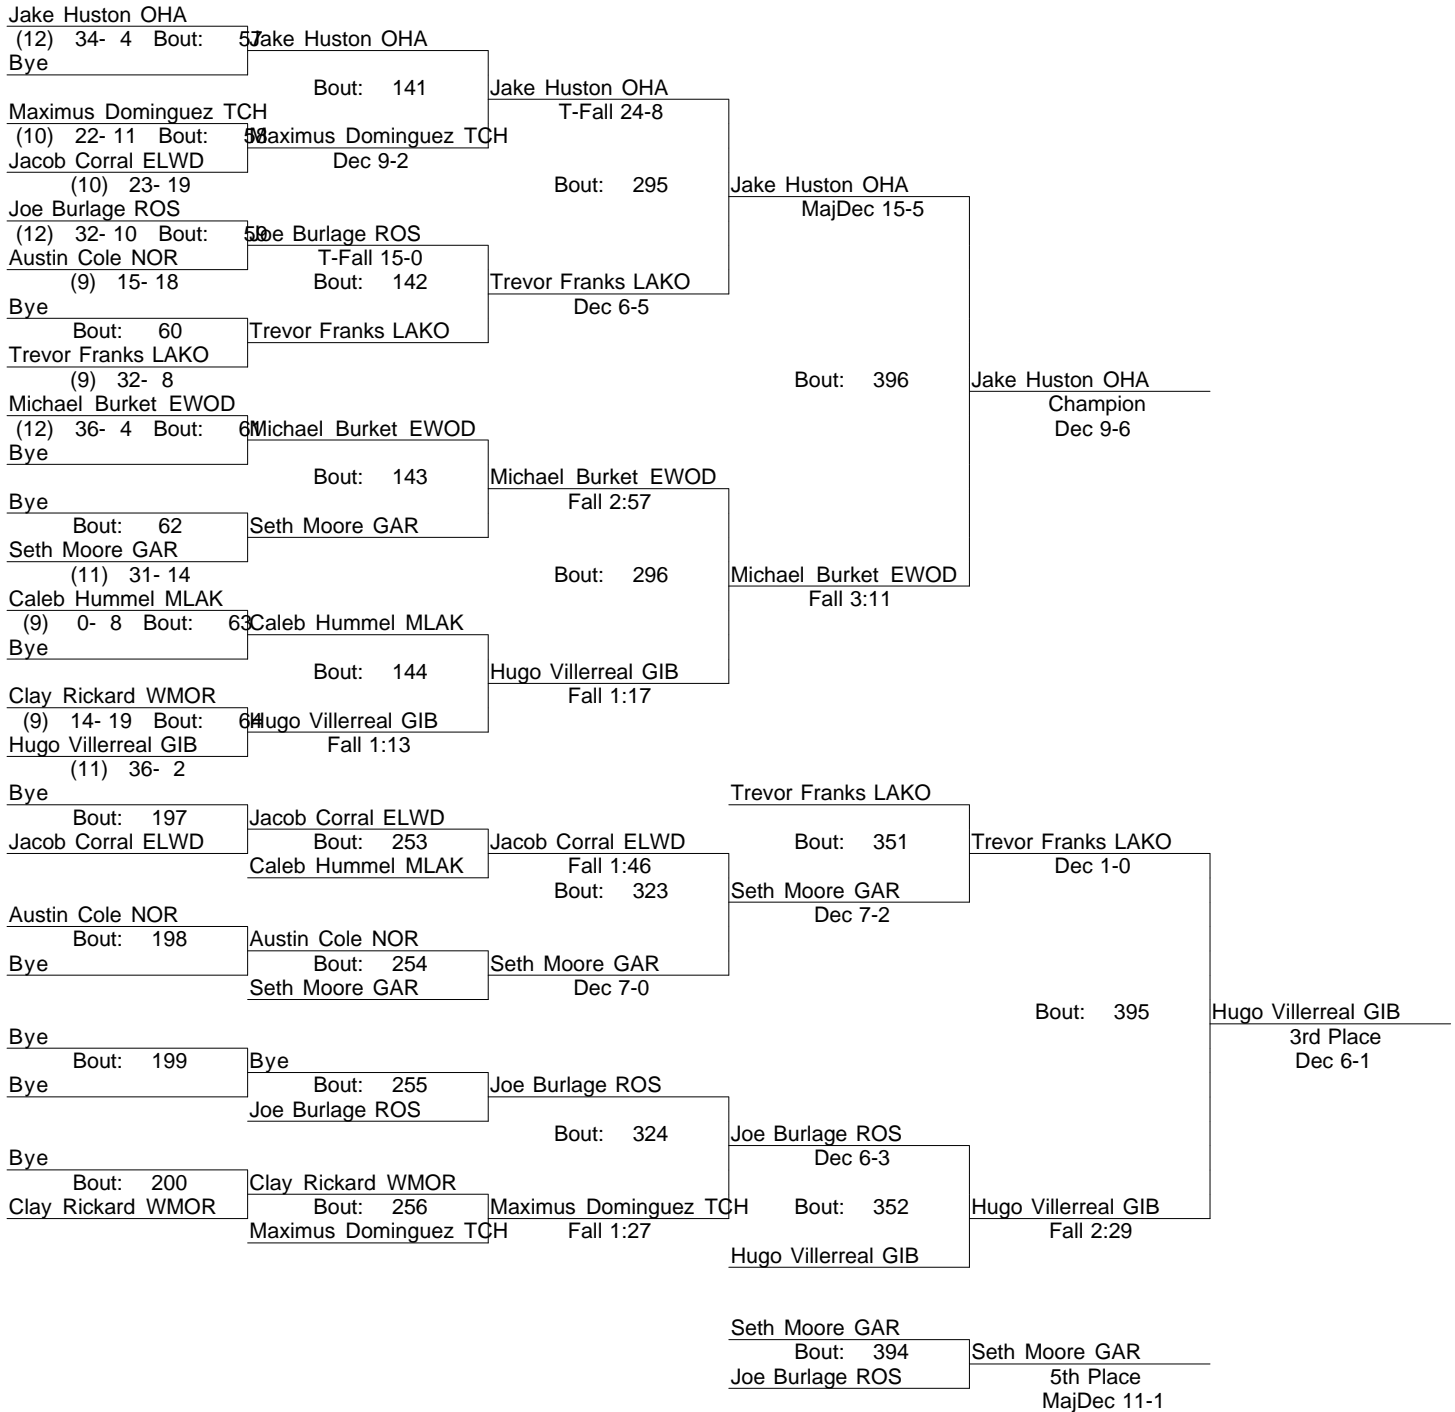 Jake Huston OHA
(12) 34- 4 Bout: 57
Jake Huston OHA
Bye
Bout: 141
Jake Huston OHA
T-Fall 24-8
Maximus Dominguez TCH
(10) 22- 11 Bout: 58
Maximus Dominguez TCH
Dec 9-2
Jacob Corral ELWD
(10) 23- 19
Bout: 295
Jake Huston OHA
MajDec 15-5
Joe Burlage ROS
(12) 32- 10 Bout: 59
Joe Burlage ROS
T-Fall 15-0
Austin Cole NOR
(9) 15- 18
Bout: 142
Trevor Franks LAKO
Dec 6-5
Bye
Bout: 60
Trevor Franks LAKO
Trevor Franks LAKO
(9) 32- 8
Bout: 396
Jake Huston OHA
Champion
Dec 9-6
Michael Burket EWOD
(12) 36- 4 Bout: 61
Michael Burket EWOD
Bye
Bout: 143
Michael Burket EWOD
Fall 2:57
Bye
Bout: 62
Seth Moore GAR
Seth Moore GAR
(11) 31- 14
Bout: 296
Michael Burket EWOD
Fall 3:11
Caleb Hummel MLAK
(9) 0- 8 Bout: 63
Caleb Hummel MLAK
Bye
Bout: 144
Hugo Villerreal GIB
Fall 1:17
Clay Rickard WMOR
(9) 14- 19 Bout: 64
Hugo Villerreal GIB
Fall 1:13
Hugo Villerreal GIB
(11) 36- 2
Bye
Bout: 197
Jacob Corral ELWD
Jacob Corral ELWD
Bout: 253
Caleb Hummel MLAK
Jacob Corral ELWD
Fall 1:46
Bout: 323
Trevor Franks LAKO
Bout: 351
Trevor Franks LAKO
Dec 1-0
Seth Moore GAR
Dec 7-2
Austin Cole NOR
Bout: 198
Bye
Austin Cole NOR
Bout: 254
Seth Moore GAR
Seth Moore GAR
Dec 7-0
Bout: 395
Hugo Villerreal GIB
3rd Place
Dec 6-1
Bye
Bout: 199
Bye
Bye
Bout: 255
Joe Burlage ROS
Joe Burlage ROS
Bout: 324
Joe Burlage ROS
Dec 6-3
Bye
Bout: 200
Clay Rickard WMOR
Clay Rickard WMOR
Bout: 256
Maximus Dominguez TCH
Maximus Dominguez TCH
Fall 1:27
Bout: 352
Hugo Villerreal GIB
Fall 2:29
Hugo Villerreal GIB
Seth Moore GAR
Bout: 394
Joe Burlage ROS
Seth Moore GAR
5th Place
MajDec 11-1